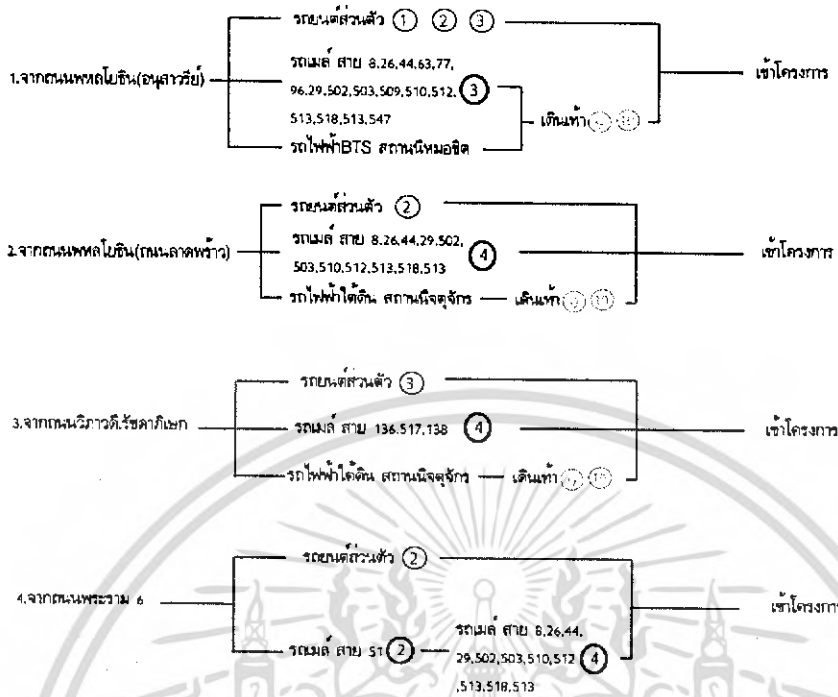 รถยนต์ส่วนตัว ① ② ③
1.จากถนนพหลโยธิน(อนุสาวรีย์)
รถเมล์ สาย 8,26,44,63,77,
96,29,502,503,509,510,512,
513,518,513,547
③
เดินเท้า
รถไฟฟ้าBTS สถานีหมอชิต
เข้าโครงการ
รถยนต์ส่วนตัว ②
2.จากถนนพหลโยธิน(ถนนลาดพร้าว)
รถเมล์ สาย 8,26,44,29,502,
503,510,512,513,518,513
④
รถไฟฟ้าใต้ดิน สถานีจตุจักร
เดินเท้า
เข้าโครงการ
รถยนต์ส่วนตัว ③
3.จากถนนวิภาวดี,รัชดาภิเษก
รถเมล์ สาย 136,517,138 ④
รถไฟฟ้าใต้ดิน สถานีจตุจักร
เดินเท้า
เข้าโครงการ
รถยนต์ส่วนตัว ②
4.จากถนนพระราม 6
รถเมล์ สาย 51 ②
รถเมล์ สาย 8,26,44,
29,502,503,510,512
,513,518,513
④
เข้าโครงการ